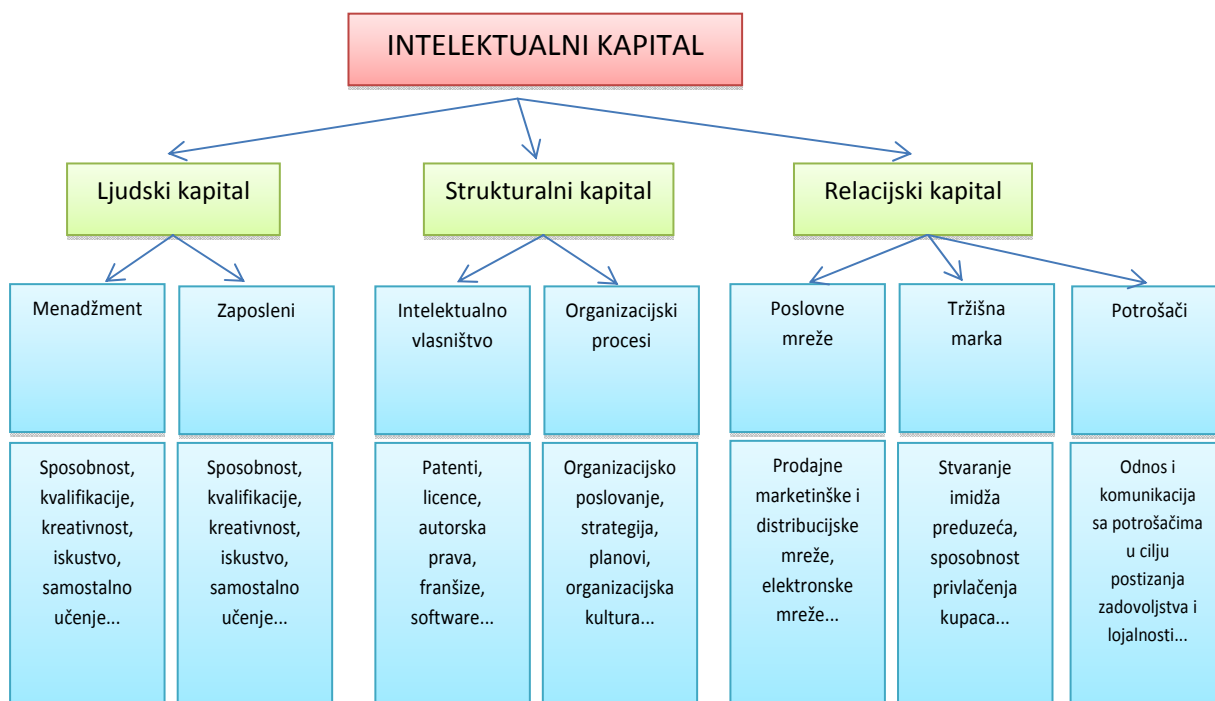 INTELEKTUALNI KAPITAL
Ljudski kapital
Strukturalni kapital
Relacijski kapital
Menadžment
Zaposleni
Intelektualno
vlasništvo
Organizacijski
procesi
Poslovne
mreže
Tržišna
marka
Potrošači
Sposobnost,
kvalifikacije,
kreativnost,
iskustvo,
samostalno
učenje...
Sposobnost,
kvalifikacije,
kreativnost,
iskustvo,
samostalno
učenje...
Patenti,
licence,
autorska
prava,
franšize,
software...
Organizacijsko
poslovanje,
strategija,
planovi,
organizacijska
kultura...
Prodajne
marketinške i
distribucijske
mreže,
elektronske
mreže...
Stvaranje
imidža
preduzeća,
sposobnost
privlačenja
kupaca...
Odnos i
komunikacija
sa potrošačima
u cilju
postizanja
zadovoljstva i
lojalnosti...